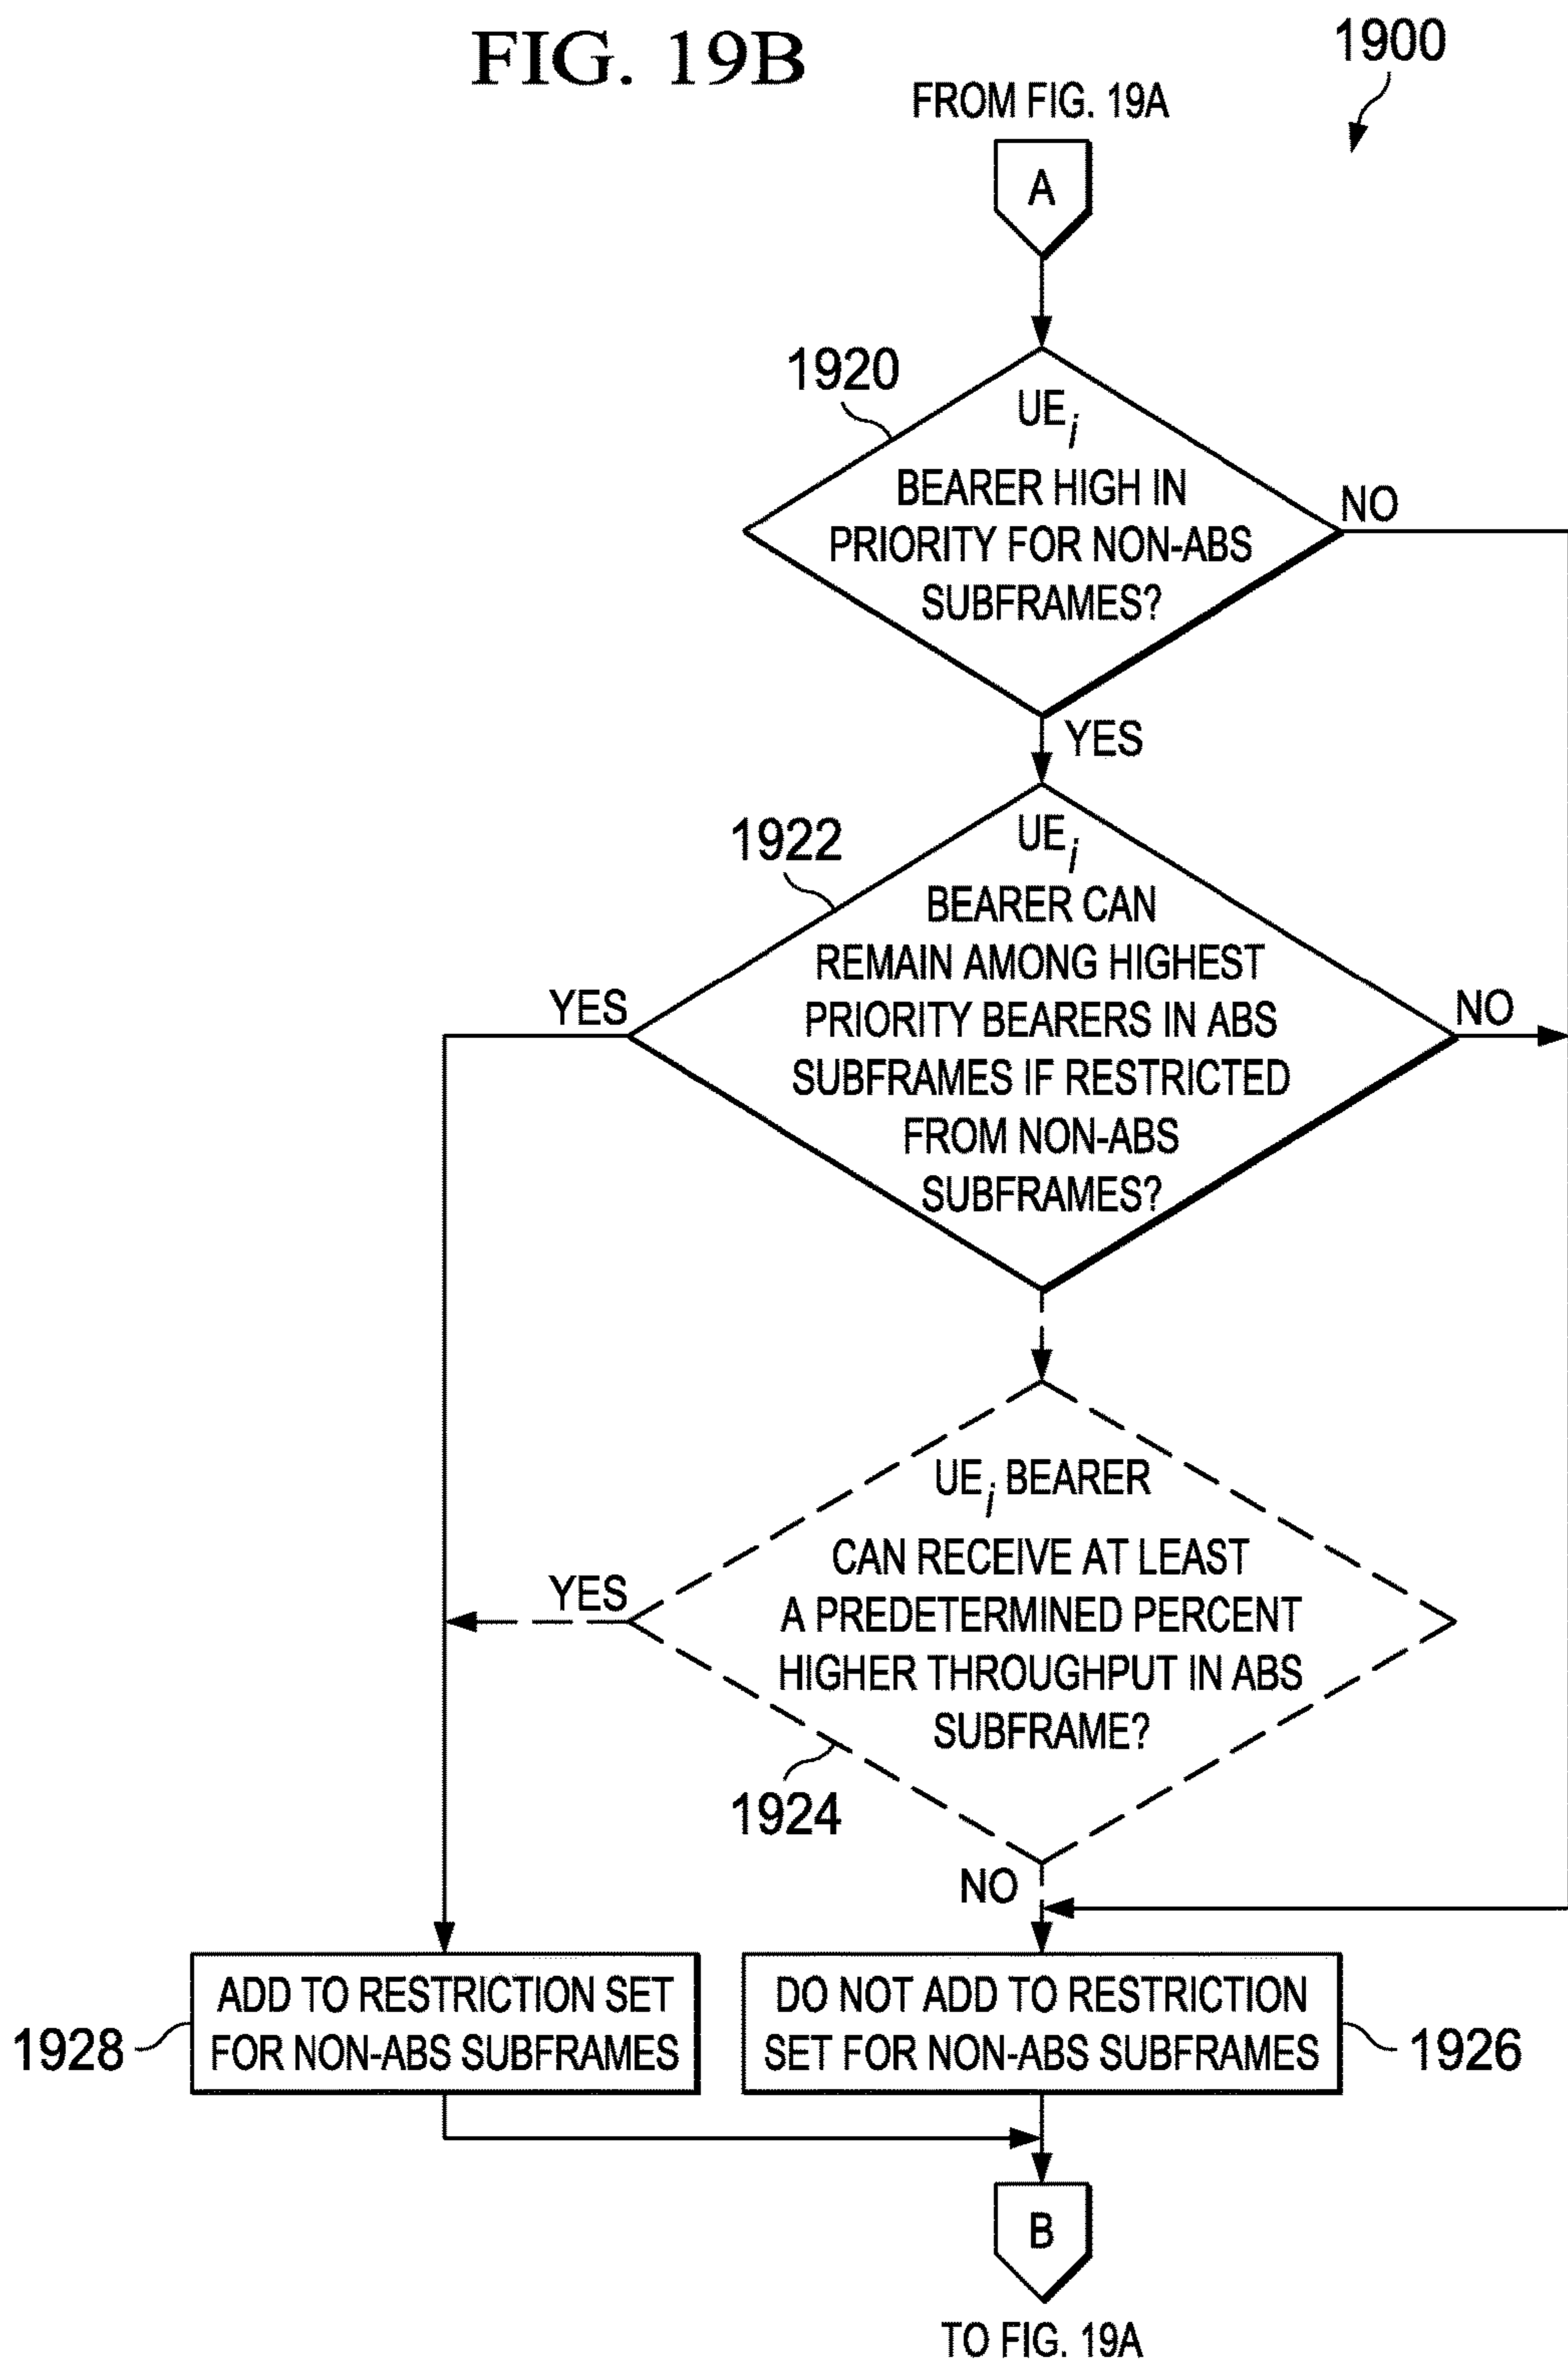 FIG. 19B
1900
FROM FIG. 19A
A
1920
UE i
BEARER HIGH IN
PRIORITY FOR NON-ABS
SUBFRAMES?
NO
YES
1922
UE i
BEARER CAN
REMAIN AMONG HIGHEST
PRIORITY BEARERS IN ABS
SUBFRAMES IF RESTRICTED
FROM NON-ABS
SUBFRAMES?
YES
NO
UE i BEARER
CAN RECEIVE AT LEAST
A PREDETERMINED PERCENT
HIGHER THROUGHPUT IN ABS
SUBFRAME?
YES
1924
NO
ADD TO RESTRICTION SET
FOR NON-ABS SUBFRAMES
1928
DO NOT ADD TO RESTRICTION
SET FOR NON-ABS SUBFRAMES
1926
B
TO FIG. 19A